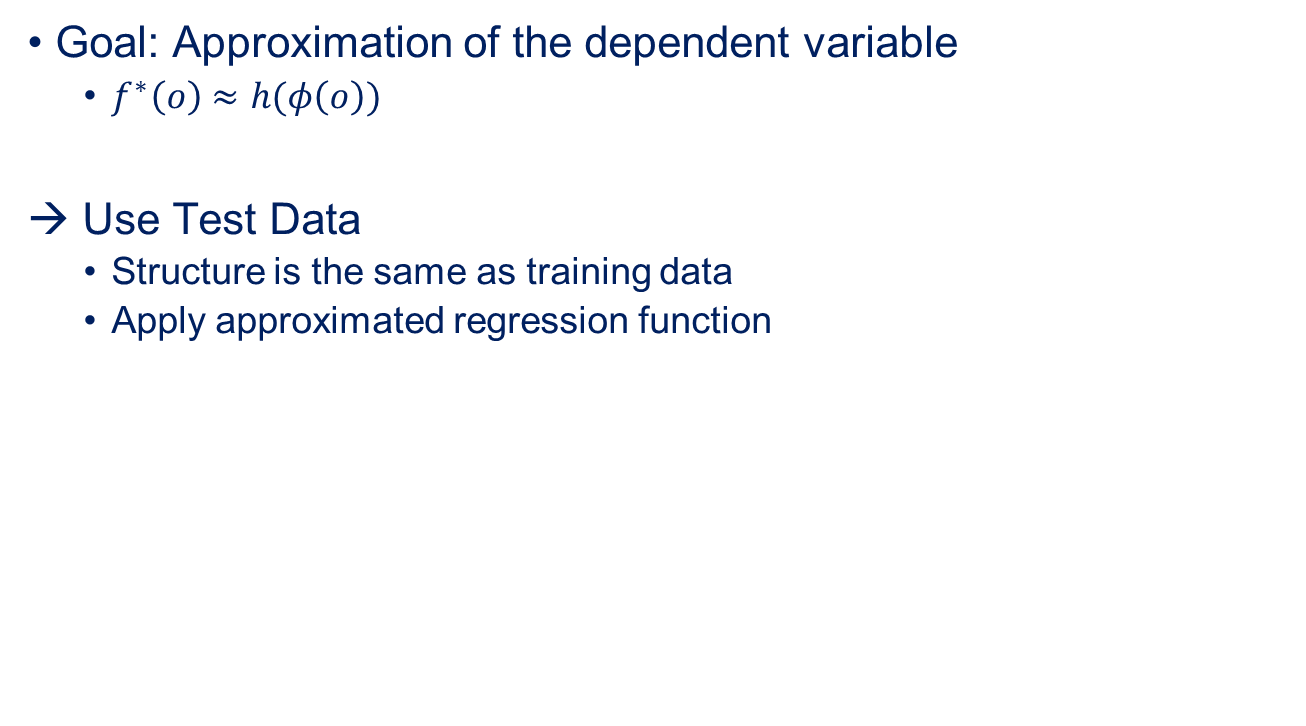 • Goal: Approximation of the dependent variable
• 𝑓*(𝑜) ≈ ℎ(𝜙(𝑜))
→ Use Test Data
• Structure is the same as training data
• Apply approximated regression function